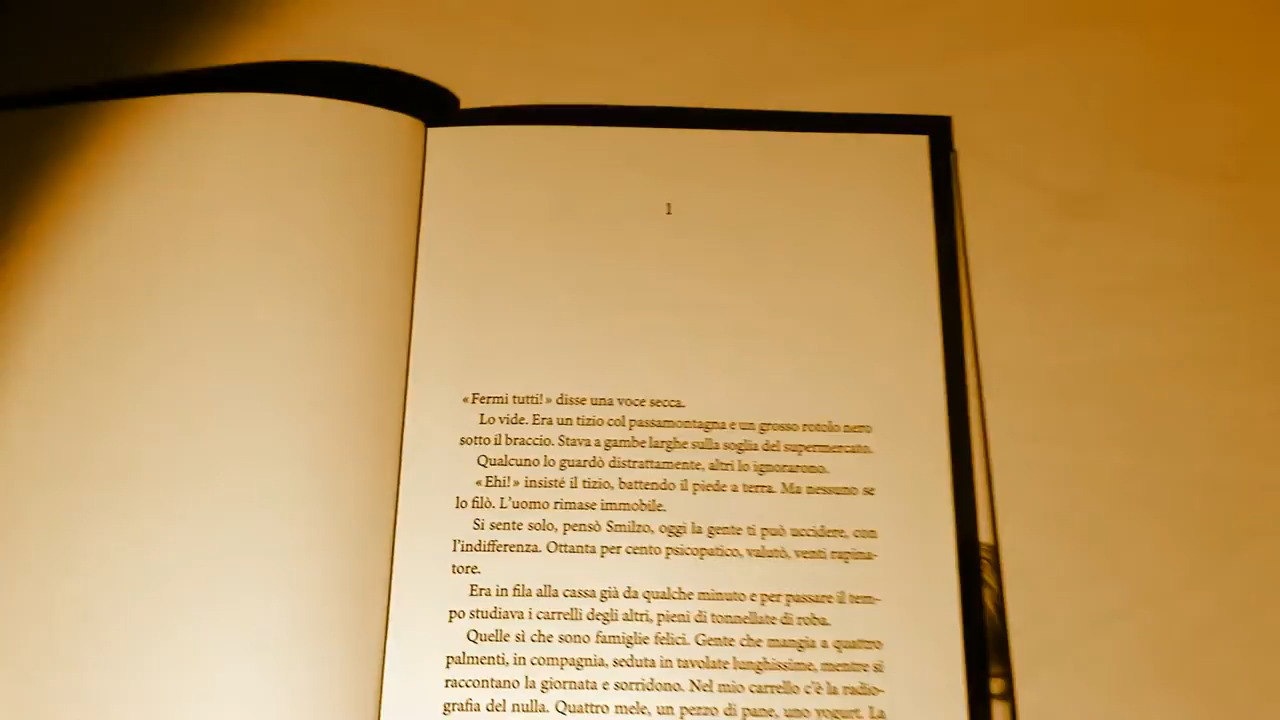 1
«Fermi tutti!» disse una voce secca.
Lo vide. Era un tizio col passamontagna e un grosso rotolo nero
sotto il braccio. Stava a gambe larghe sulla soglia del supermercato.
Qualcuno lo guardò distrattamente, altri lo ignorarono.
«Ehi!» insisté il tizio, battendo il piede a terra. Ma nessuno se
lo filò. L'uomo rimase immobile.
Si sente solo, pensò Smilzo, oggi la gente ti può uccidere, con
l'indifferenza. Ottanta per cento psicopatico, valutò, venti rapina-
tore.
Era in fila alla cassa già da qualche minuto e per passare il tem-
po studiava i carrelli degli altri, pieni di tonnellate di roba.
Quelle sì che sono famiglie felici. Gente che mangia a quattro
palmenti, in compagnia, seduta in tavolate lunghissime, mentre si
raccontano la giornata e sorridono. Nel mio carrello c'è la radio-
grafia del nulla. Quattro mele, un pezzo di pane, uno yogurt. La